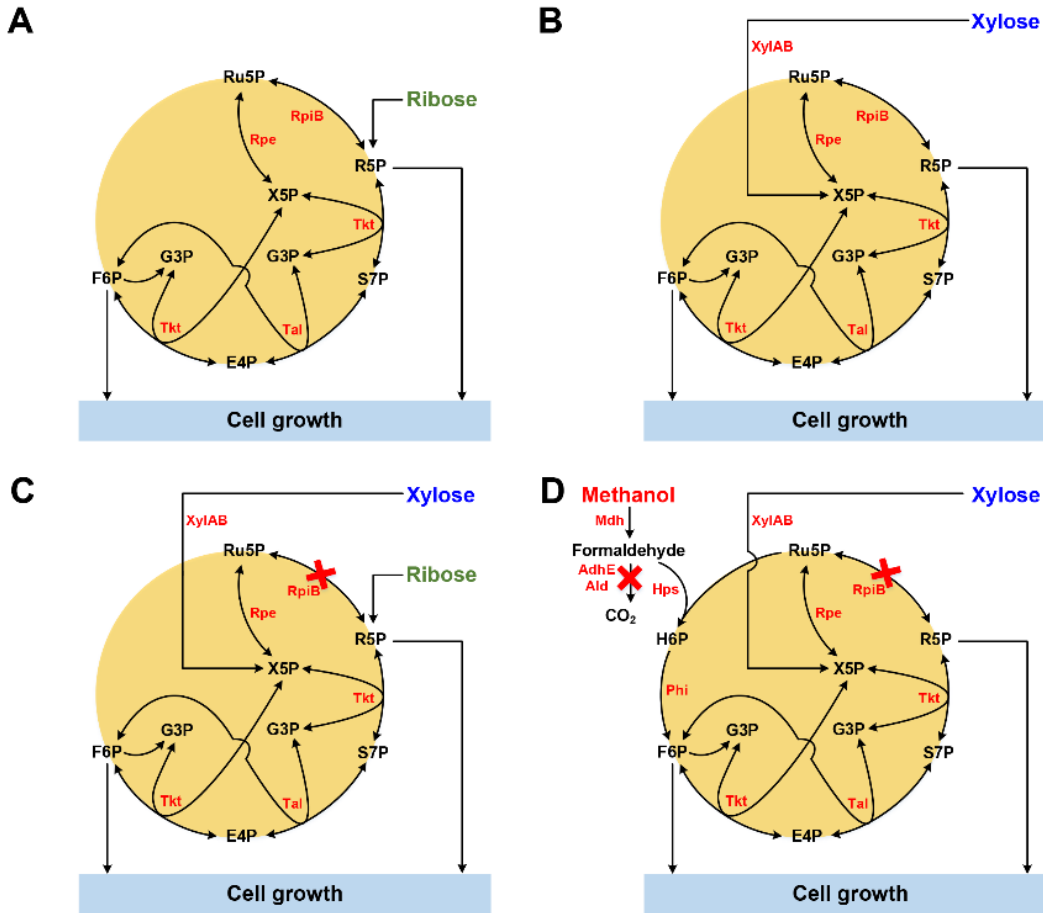 A
Ru5P
Ribose
RpiB
Rpe
R5P
X5P
Tkt
G3P
G3P
F6P
S7P
Tkt
Tal
E4P
Cell growth
B
Xylose
XylAB
Ru5P
RpiB
Rpe
R5P
X5P
Tkt
G3P
G3P
F6P
S7P
Tkt
Tal
E4P
Cell growth
C
Xylose
XylAB
Ru5P
Ribose
RpiB
Rpe
R5P
X5P
Tkt
G3P
G3P
F6P
S7P
Tkt
Tal
E4P
Cell growth
D
Methanol
Xylose
Mdh
XylAB
Formaldehyde
Ru5P
AdhE
Ald
Hps
RpiB
CO₂
Rpe
H6P
R5P
X5P
Phi
Tkt
G3P
G3P
F6P
S7P
Tkt
Tal
E4P
Cell growth